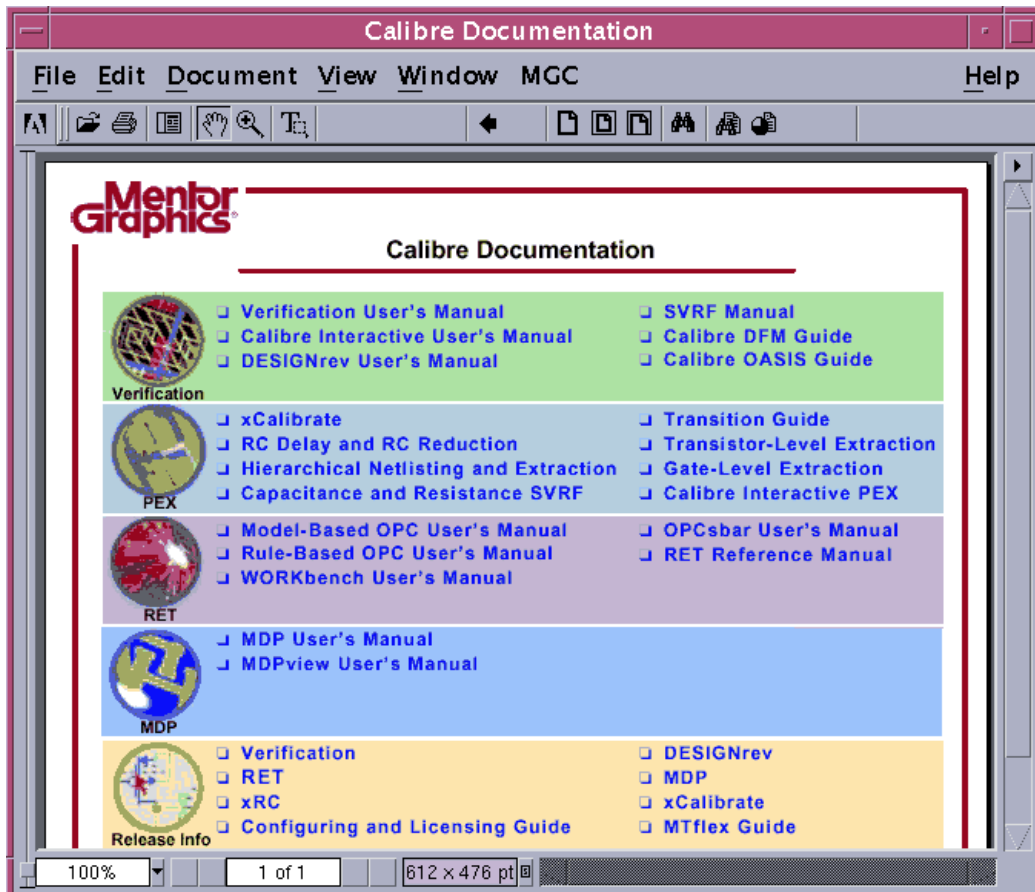 Calibre Documentation
File Edit Document View Window MGC Help
Mentor
Graphics®
Calibre Documentation
Verification User's Manual
Calibre Interactive User's Manual
DESIGNrev User's Manual
SVRF Manual
Calibre DFM Guide
Calibre OASIS Guide
Verification
xCalibrate
RC Delay and RC Reduction
Hierarchical Netlisting and Extraction
Capacitance and Resistance SVRF
Transition Guide
Transistor-Level Extraction
Gate-Level Extraction
Calibre Interactive PEX
PEX
Model-Based OPC User's Manual
Rule-Based OPC User's Manual
WORKbench User's Manual
OPCsbar User's Manual
RET Reference Manual
RET
MDP User's Manual
MDPview User's Manual
MDP
Verification
RET
xRC
Configuring and Licensing Guide
DESIGNrev
MDP
xCalibrate
MTflex Guide
Release Info
100% 1 of 1 612 x 476 pt